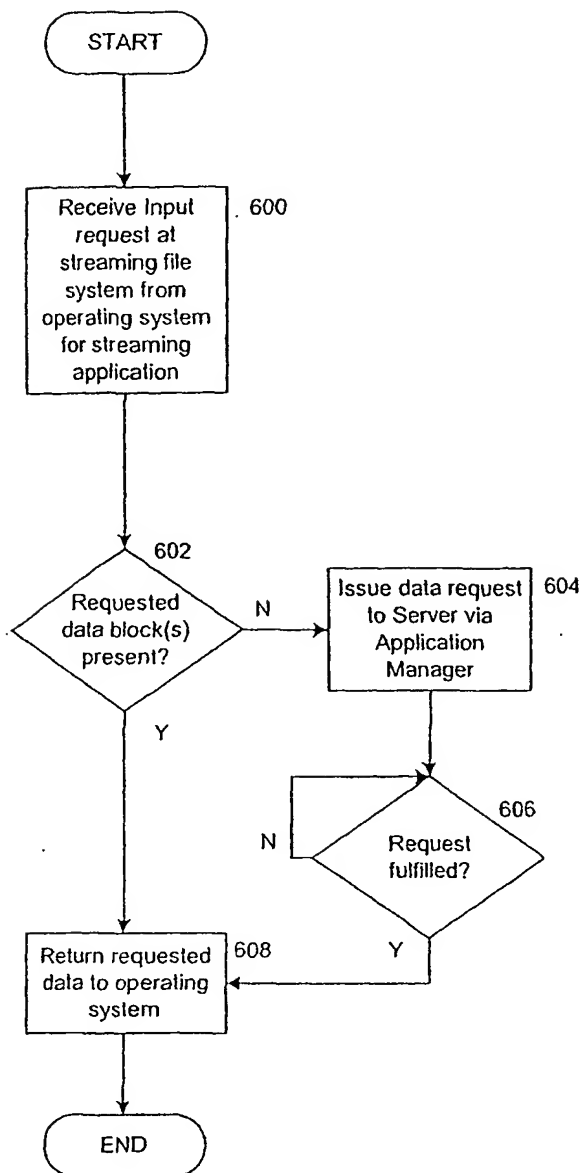 START
Receive Input
request at
streaming file
system from
operating system
for streaming
application
600
602
Requested
data block(s)
present?
N
Y
Issue data request
to Server via
Application
Manager
604
606
Request
fulfilled?
N
Y
Return requested
data to operating
system
608
END